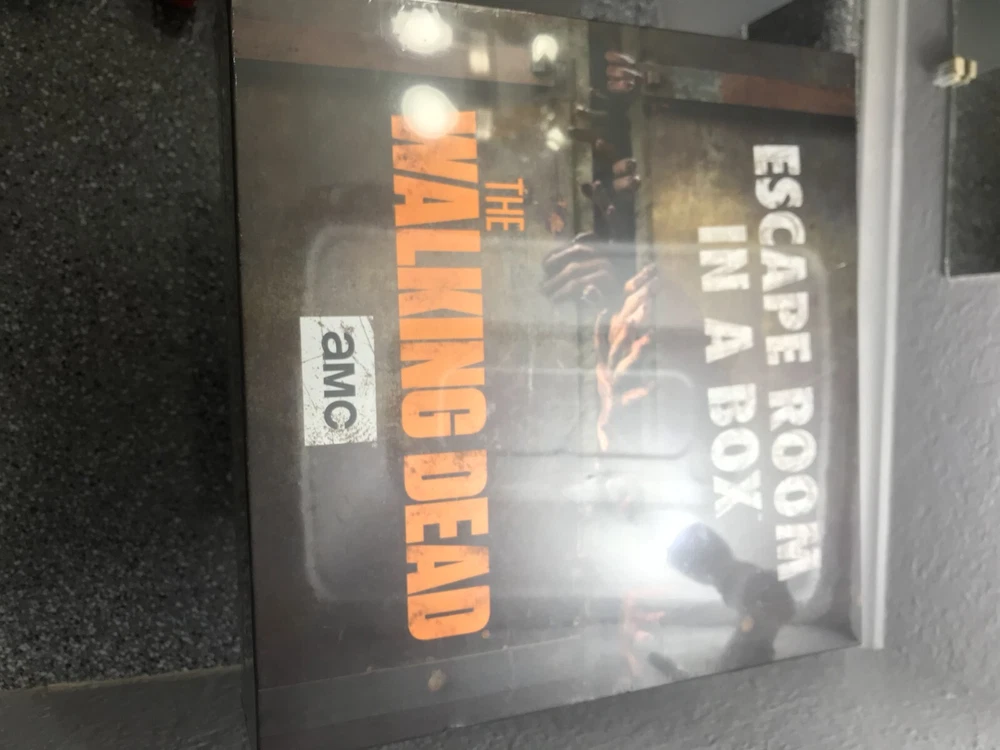 ESCAPE ROOM
IN A BOX
THE
WALKING DEAD
amc